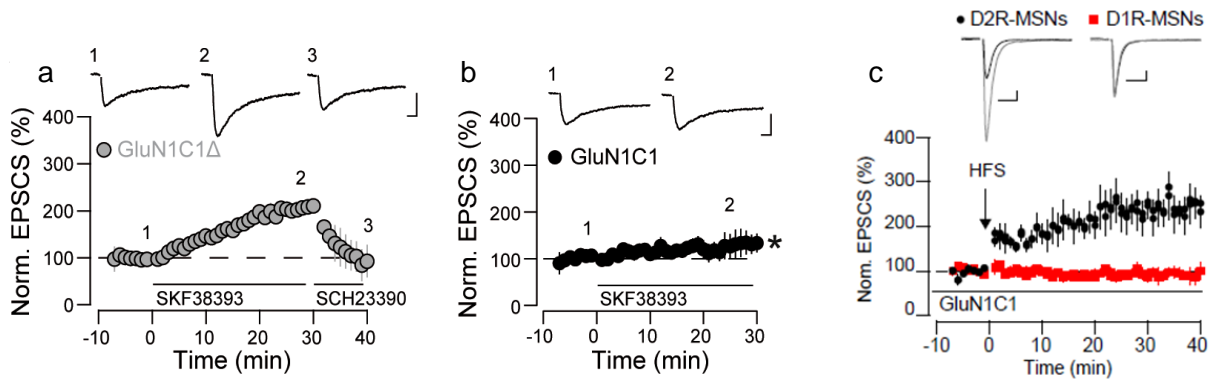 a
1 2 3
Norm. EPSCS (%)
400
300
200
100
0
GluN1C1Δ
1
2
3
SKF38393 SCH23390
-10 0 10 20 30 40
Time (min)
b
1 2
Norm. EPSCS (%)
400
300
200
100
0
GluN1C1
1
2
*
SKF38393
-10 0 10 20 30
Time (min)
D2R-MSNs D1R-MSNs
c
Nom. EPSCS (%)
400
300
200
100
0
HFS
GluN1C1
-10 0 10 20 30 40
Time (min)